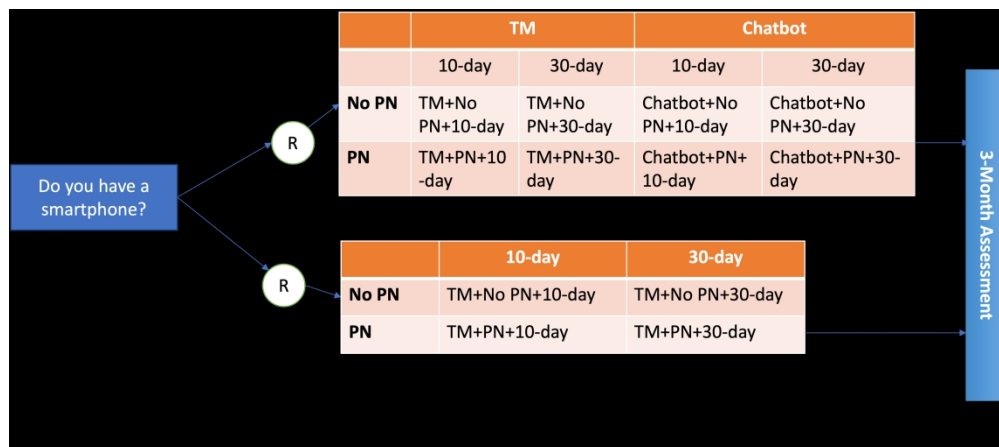 Do you have a
smartphone?
R
TM Chatbot
10-day 30-day 10-day 30-day
No PN TM+No TM+No Chatbot+No Chatbot+No
PN+10-day PN+30-day PN+10-day PN+30-day
PN TM+PN+10 TM+PN+30- Chatbot+PN+ Chatbot+PN+30-
-day day 10-day day
R
10-day 30-day
No PN TM+No PN+10-day TM+No PN+30-day
PN TM+PN+10-day TM+PN+30-day
3-Month Assessment